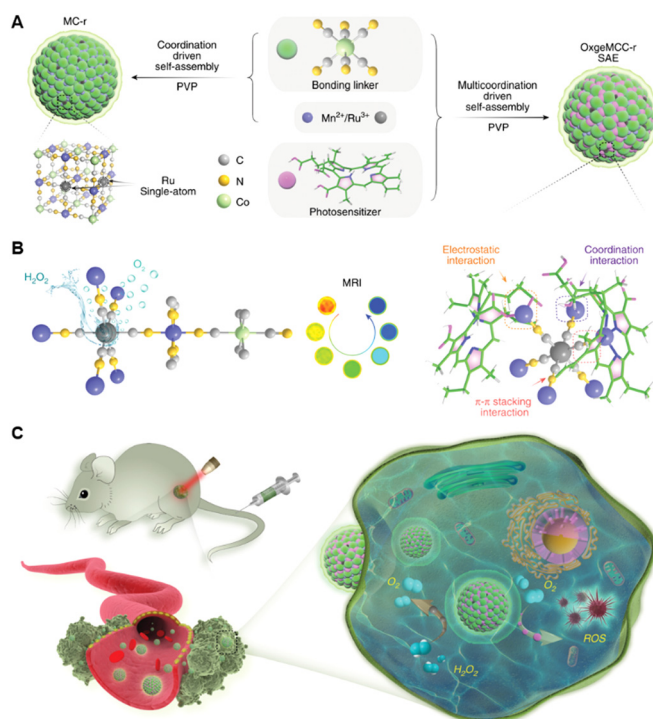 A
MC-r
Coordination
driven
self-assembly
PVP
Bonding linker
Mn²⁺/Ru³⁺
Photosensitizer
Multicoordination
driven
self-assembly
PVP
OxgeMCC-r
SAE
Ru
Single-atom
C
N
Co
B
H₂O₂
O₂
MRI
Electrostatic
interaction
Coordination
interaction
π-π stacking
interaction
C
O₂
O₂
H₂O₂
ROS